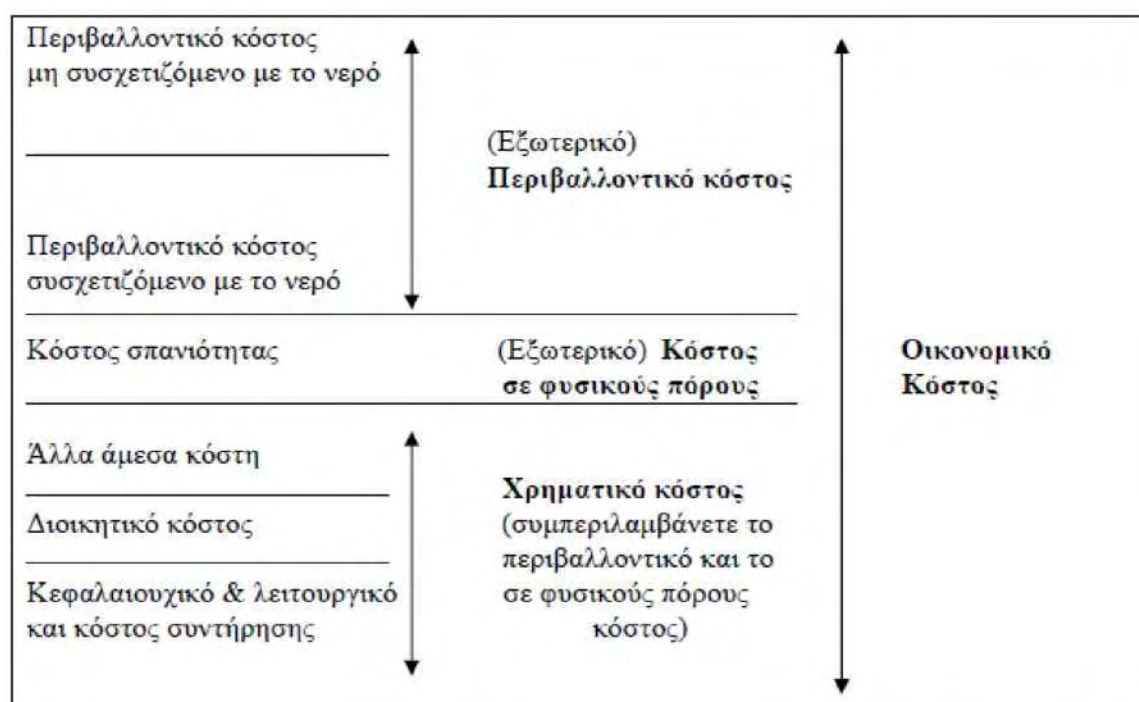 Περιβαλλοντικό κόστος
μη συσχετιζόμενο με το νερό
(Εξωτερικό)
Περιβαλλοντικό κόστος
Περιβαλλοντικό κόστος
συσχετιζόμενο με το νερό
Κόστος σπανιότητας
(Εξωτερικό) Κόστος
σε φυσικούς πόρους
Οικονομικό
Κόστος
Άλλα άμεσα κόστη
Διοικητικό κόστος
Κεφαλαιουχικό & λειτουργικό
και κόστος συντήρησης
Χρηματικό κόστος
(συμπεριλαμβάνετε το
περιβαλλοντικό και το
σε φυσικούς πόρους
κόστος)